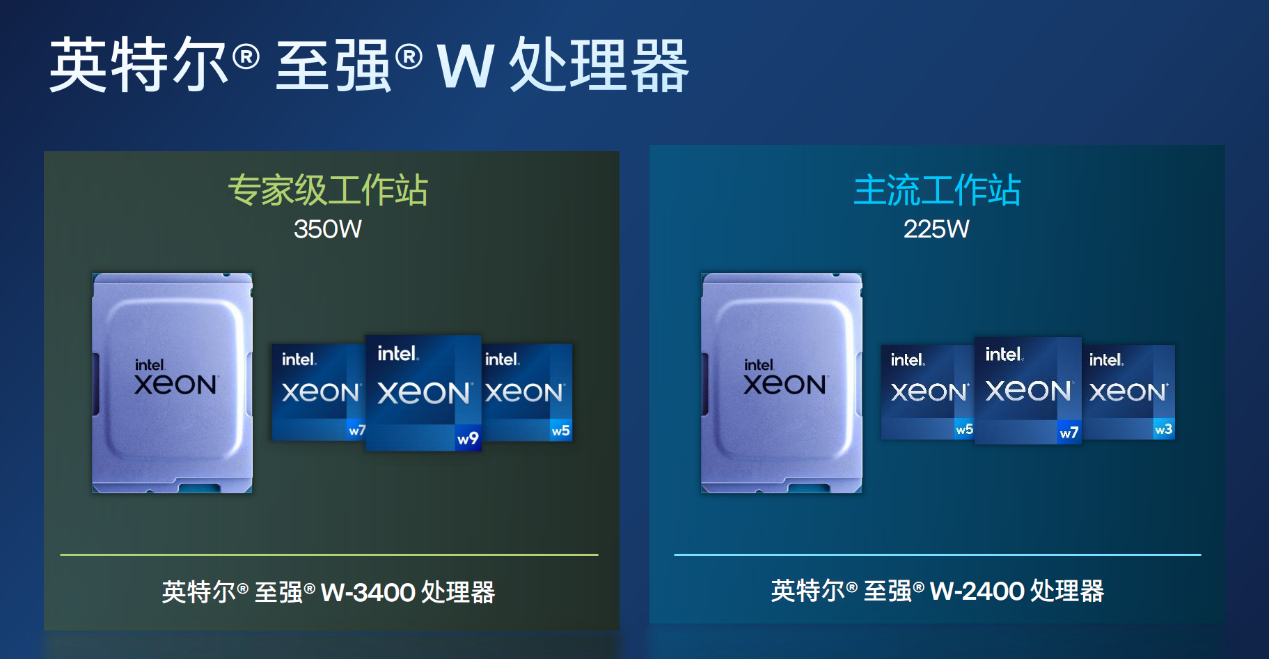 英特尔® 至强® W 处理器
专家级工作站
350W
intel
XEON
intel.
XEON
w7
intel.
XEON
w9
intel.
XEON
w5
英特尔® 至强® W-3400 处理器
主流工作站
225W
intel
XEON
intel.
XEON
w5
intel.
XEON
w7
intel.
XEON
w3
英特尔® 至强® W-2400 处理器